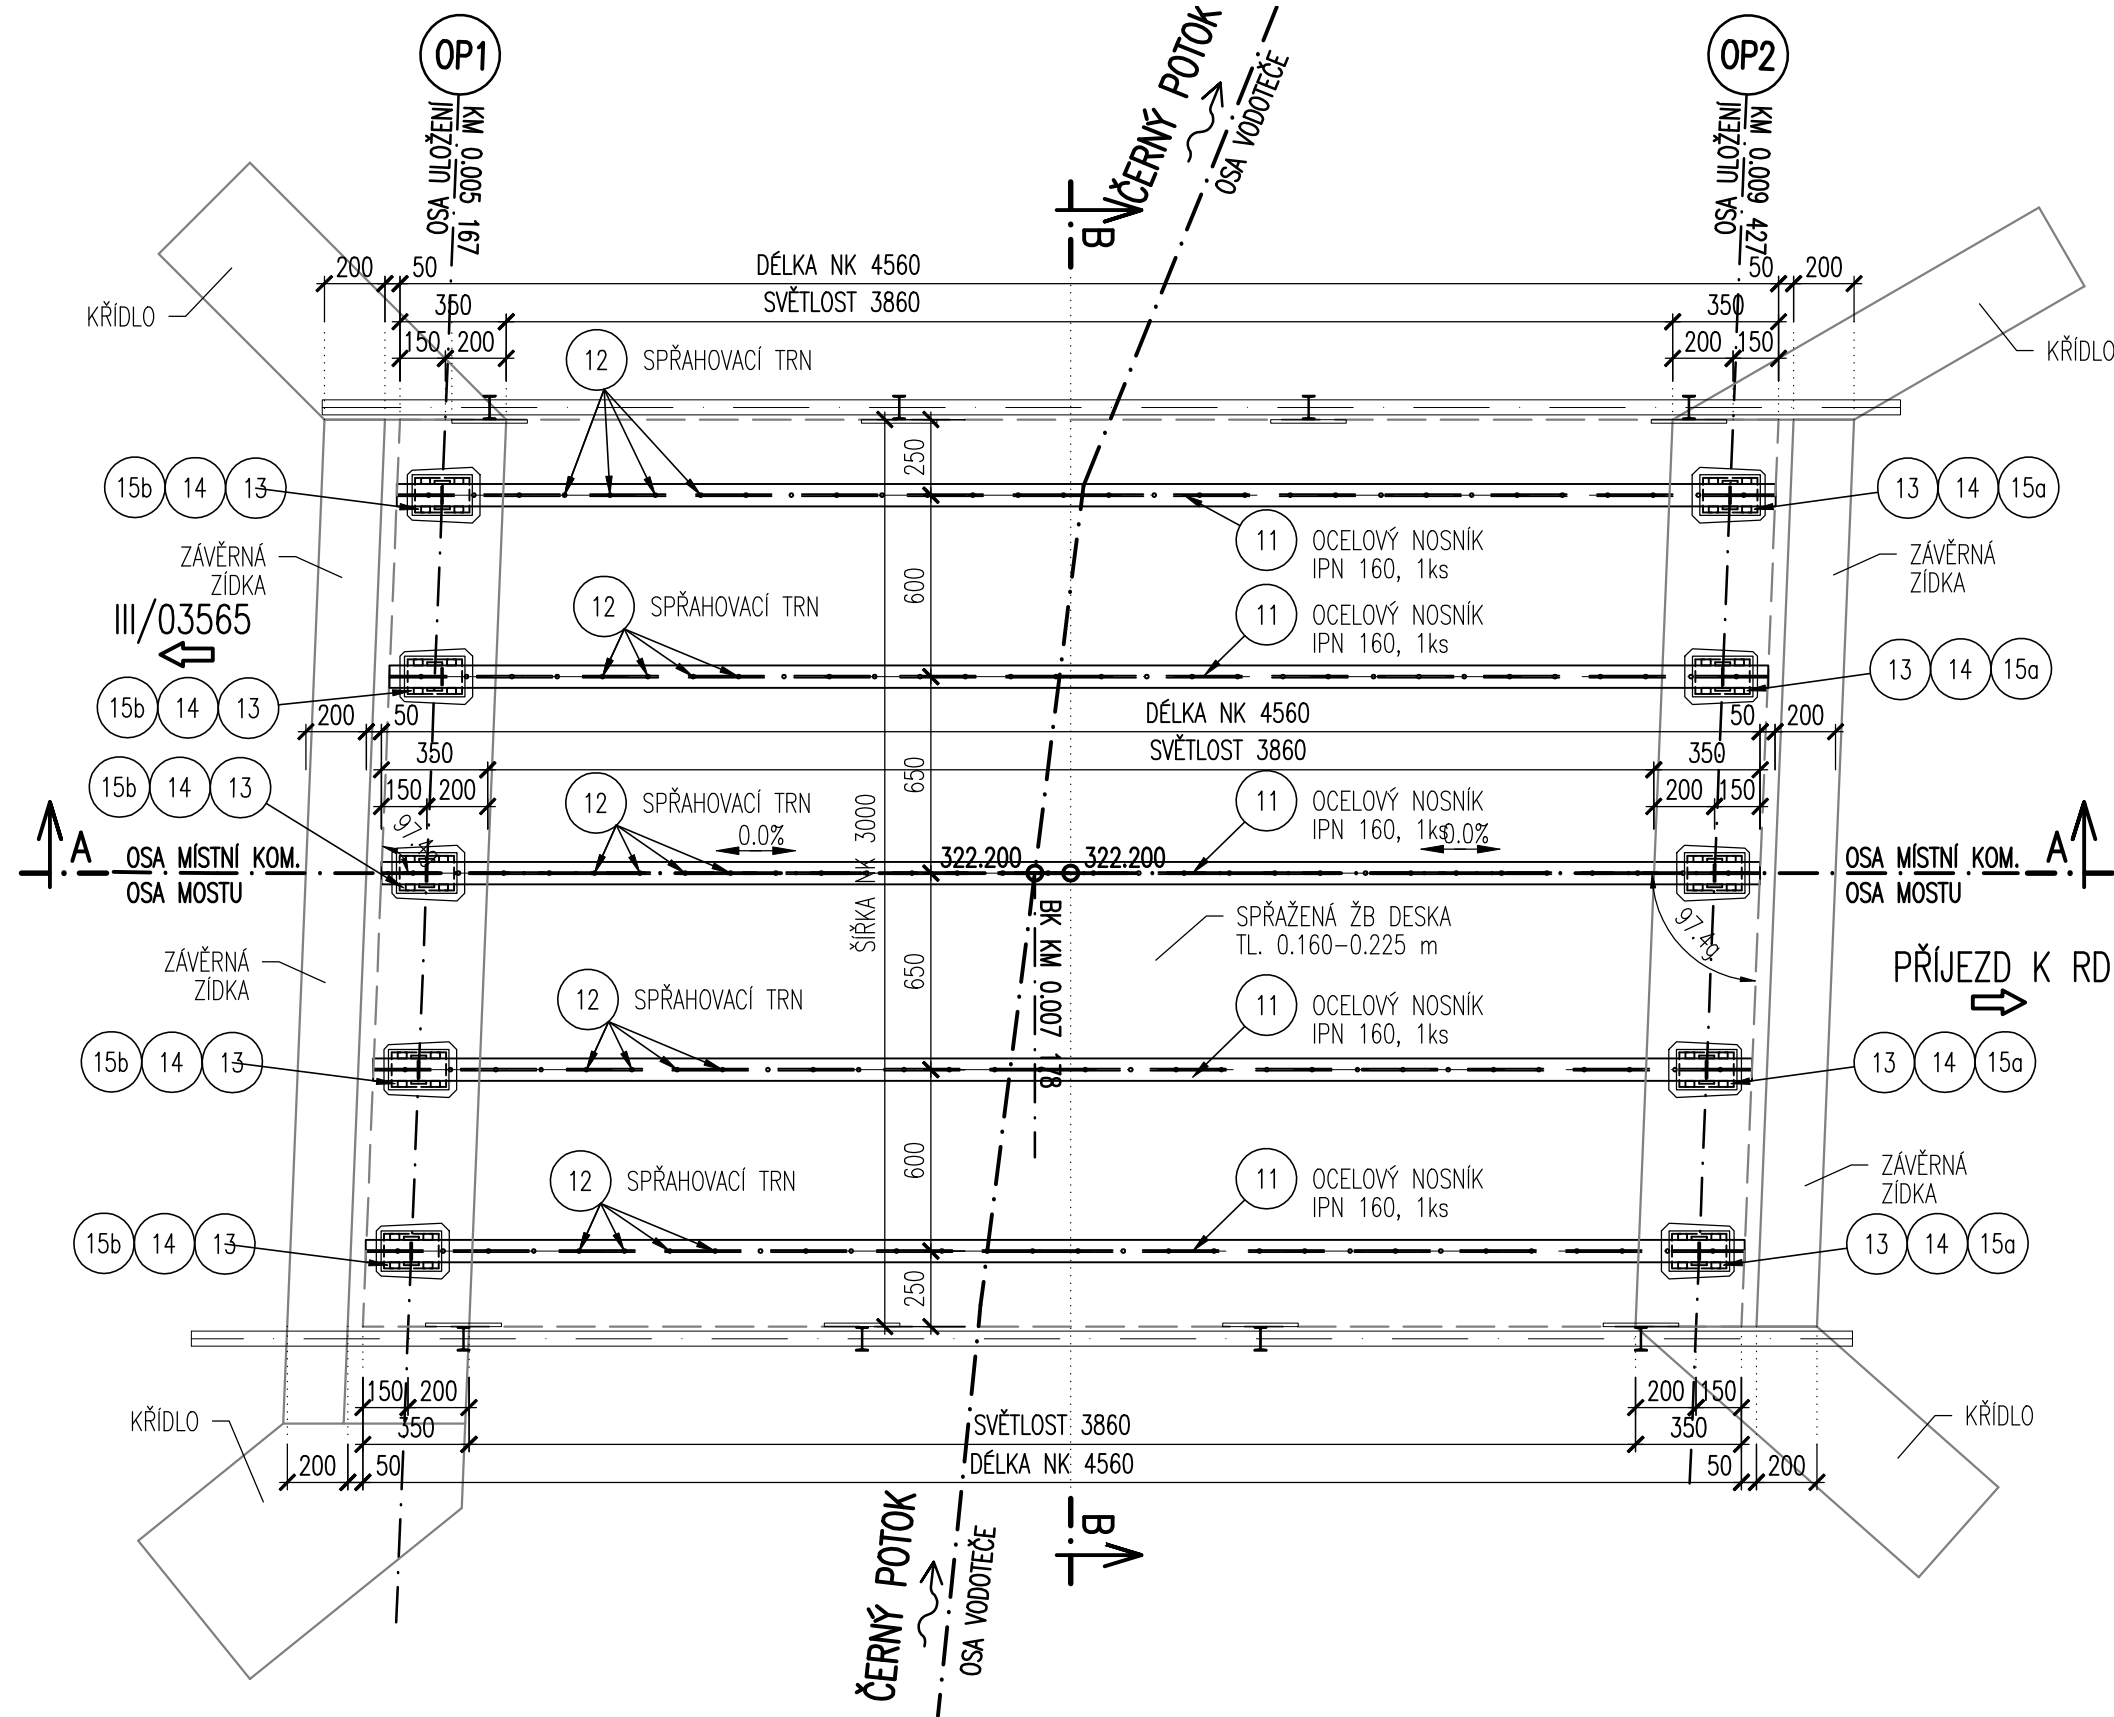 OP1
OP2
KM 0.005 167
OSA ULOŽENÍ
KM 0.009 427
OSA ULOŽENÍ
ČERNÝ POTOK
OSA VODOTEČE
B
200
50
DÉLKA NK 4560
50
200
350
SVĚTLOST 3860
350
150
200
200
150
KŘÍDLO
KŘÍDLO
12 SPŘAHOVACÍ TRN
250
15b 14 13
13 14 15a
11 OCELOVÝ NOSNÍK
IPN 160, 1ks
ZÁVĚRNÁ
ZÍDKA
ZÁVĚRNÁ
ZÍDKA
600
12 SPŘAHOVACÍ TRN
11 OCELOVÝ NOSNÍK
IPN 160, 1ks
III/03565
15b 14 13
13 14 15a
200
50
DÉLKA NK 4560
50
200
350
SVĚTLOST 3860
350
150
200
200
150
650
15b 14 13
12 SPŘAHOVACÍ TRN
0.0%
ŠÍŘKA NK 3000
11 OCELOVÝ NOSNÍK
IPN 160, 1ks
0.0%
97.4g
A
OSA MÍSTNÍ KOM.
OSA MOSTU
322.200
322.200
OSA MÍSTNÍ KOM.
OSA MOSTU
A
97.4g
BK KM 0.007 178
SPŘAŽENÁ ŽB DESKA
TL. 0.160-0.225 m
PŘÍJEZD K RD
ZÁVĚRNÁ
ZÍDKA
650
12 SPŘAHOVACÍ TRN
11 OCELOVÝ NOSNÍK
IPN 160, 1ks
15b 14 13
13 14 15a
600
12 SPŘAHOVACÍ TRN
11 OCELOVÝ NOSNÍK
IPN 160, 1ks
ZÁVĚRNÁ
ZÍDKA
15b 14 13
13 14 15a
250
150
200
200
150
350
SVĚTLOST 3860
350
200
50
DÉLKA NK 4560
50
200
KŘÍDLO
KŘÍDLO
B
ČERNÝ POTOK
OSA VODOTEČE